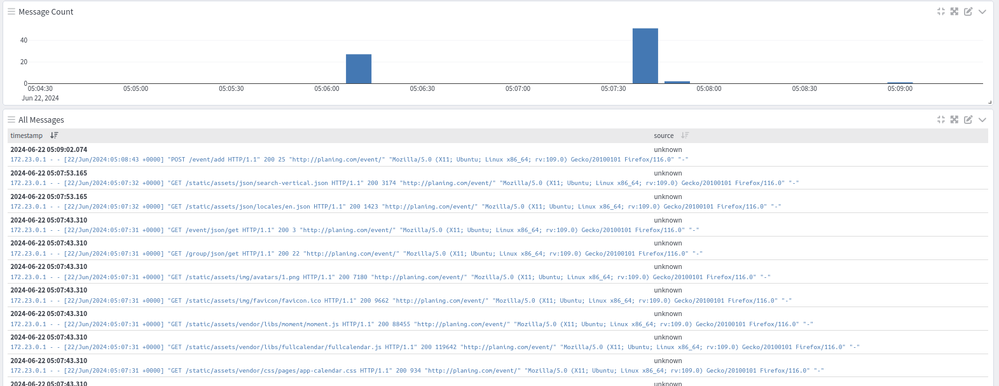 Message Count
40
20
0
05:04:30 05:05:00 05:05:30 05:06:00 05:06:30 05:07:00 05:07:30 05:08:00 05:08:30 05:09:00
Jun 22, 2024
All Messages
timestamp source
2024-06-22 05:09:02.074 unknown
172.23.0.1 - - [22/Jun/2024:05:08:43 +0000] "POST /event/add HTTP/1.1" 200 25 "http://planing.com/event/" "Mozilla/5.0 (X11; Ubuntu; Linux x86_64; rv:109.0) Gecko/20100101 Firefox/116.0" "-"
2024-06-22 05:07:53.165 unknown
172.23.0.1 - - [22/Jun/2024:05:07:32 +0000] "GET /static/assets/json/search-vertical.json HTTP/1.1" 200 3174 "http://planing.com/event/" "Mozilla/5.0 (X11; Ubuntu; Linux x86_64; rv:109.0) Gecko/20100101 Firefox/116.0" "-"
2024-06-22 05:07:53.165 unknown
172.23.0.1 - - [22/Jun/2024:05:07:32 +0000] "GET /static/assets/json/locales/en.json HTTP/1.1" 200 1423 "http://planing.com/event/" "Mozilla/5.0 (X11; Ubuntu; Linux x86_64; rv:109.0) Gecko/20100101 Firefox/116.0" "-"
2024-06-22 05:07:43.310 unknown
172.23.0.1 - - [22/Jun/2024:05:07:31 +0000] "GET /event/json/get HTTP/1.1" 200 3 "http://planing.com/event/" "Mozilla/5.0 (X11; Ubuntu; Linux x86_64; rv:109.0) Gecko/20100101 Firefox/116.0" "-"
2024-06-22 05:07:43.310 unknown
172.23.0.1 - - [22/Jun/2024:05:07:31 +0000] "GET /group/json/get HTTP/1.1" 200 22 "http://planing.com/event/" "Mozilla/5.0 (X11; Ubuntu; Linux x86_64; rv:109.0) Gecko/20100101 Firefox/116.0" "-"
2024-06-22 05:07:43.310 unknown
172.23.0.1 - - [22/Jun/2024:05:07:31 +0000] "GET /static/assets/img/avatars/1.png HTTP/1.1" 200 7180 "http://planing.com/event/" "Mozilla/5.0 (X11; Ubuntu; Linux x86_64; rv:109.0) Gecko/20100101 Firefox/116.0" "-"
2024-06-22 05:07:43.310 unknown
172.23.0.1 - - [22/Jun/2024:05:07:31 +0000] "GET /static/assets/img/favicon/favicon.ico HTTP/1.1" 200 9662 "http://planing.com/event/" "Mozilla/5.0 (X11; Ubuntu; Linux x86_64; rv:109.0) Gecko/20100101 Firefox/116.0" "-"
2024-06-22 05:07:43.310 unknown
172.23.0.1 - - [22/Jun/2024:05:07:31 +0000] "GET /static/assets/vendor/libs/moment/moment.js HTTP/1.1" 200 88455 "http://planing.com/event/" "Mozilla/5.0 (X11; Ubuntu; Linux x86_64; rv:109.0) Gecko/20100101 Firefox/116.0" "-"
2024-06-22 05:07:43.310 unknown
172.23.0.1 - - [22/Jun/2024:05:07:31 +0000] "GET /static/assets/vendor/libs/fullcalendar/fullcalendar.js HTTP/1.1" 200 119642 "http://planing.com/event/" "Mozilla/5.0 (X11; Ubuntu; Linux x86_64; rv:109.0) Gecko/20100101 Firefox/116.0" "-"
2024-06-22 05:07:43.310 unknown
172.23.0.1 - - [22/Jun/2024:05:07:31 +0000] "GET /static/assets/vendor/css/pages/app-calendar.css HTTP/1.1" 200 934 "http://planing.com/event/" "Mozilla/5.0 (X11; Ubuntu; Linux x86_64; rv:109.0) Gecko/20100101 Firefox/116.0" "-"
2024-06-22 05:07:43.310 unknown